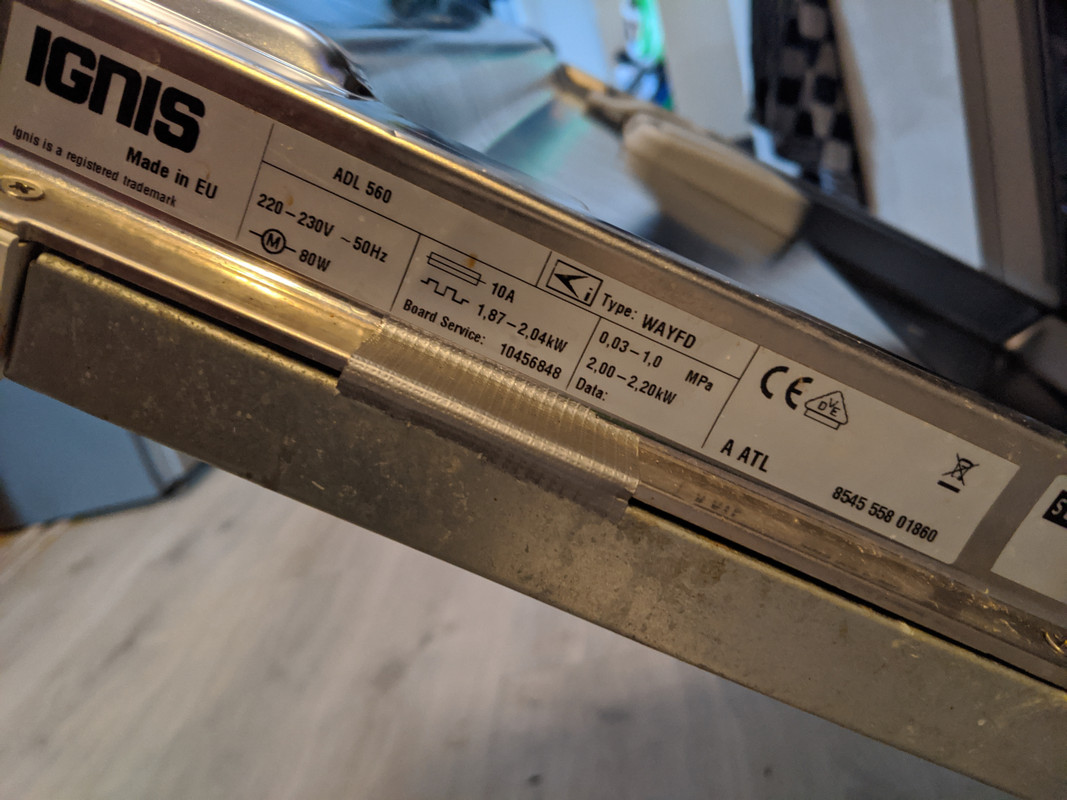 IGNIS
Made in EU
Ignis is a registered trademark
ADL 560
220-230V ~50Hz
M 80W
10A
1,87-2,04kW
Board Service: 10456848
Type: WAYFD
0,03-1,0 MPa
2,00-2,20kW
Data:
CE DVE
A ATL
8545 558 01860